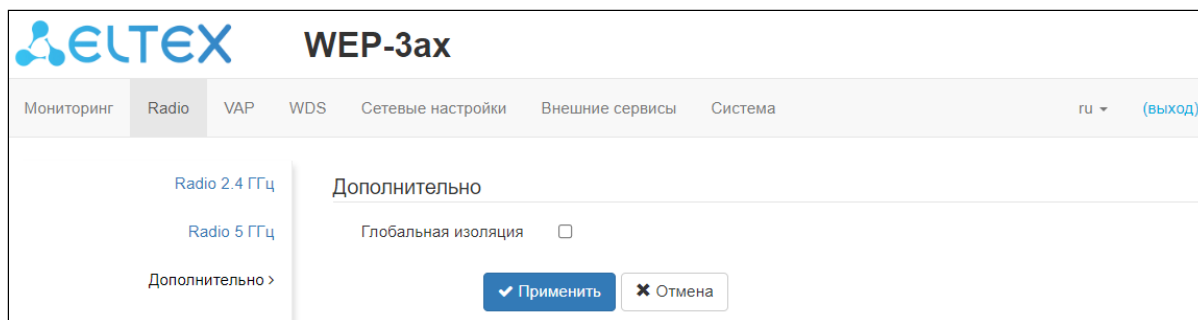 ELTEX WEP-3ax
Мониторинг Radio VAP WDS Сетевые настройки Внешние сервисы Система ru (выход)
Radio 2.4 ГГц
Дополнительно
Radio 5 ГГц
Глобальная изоляция
Дополнительно >
Применить Отмена